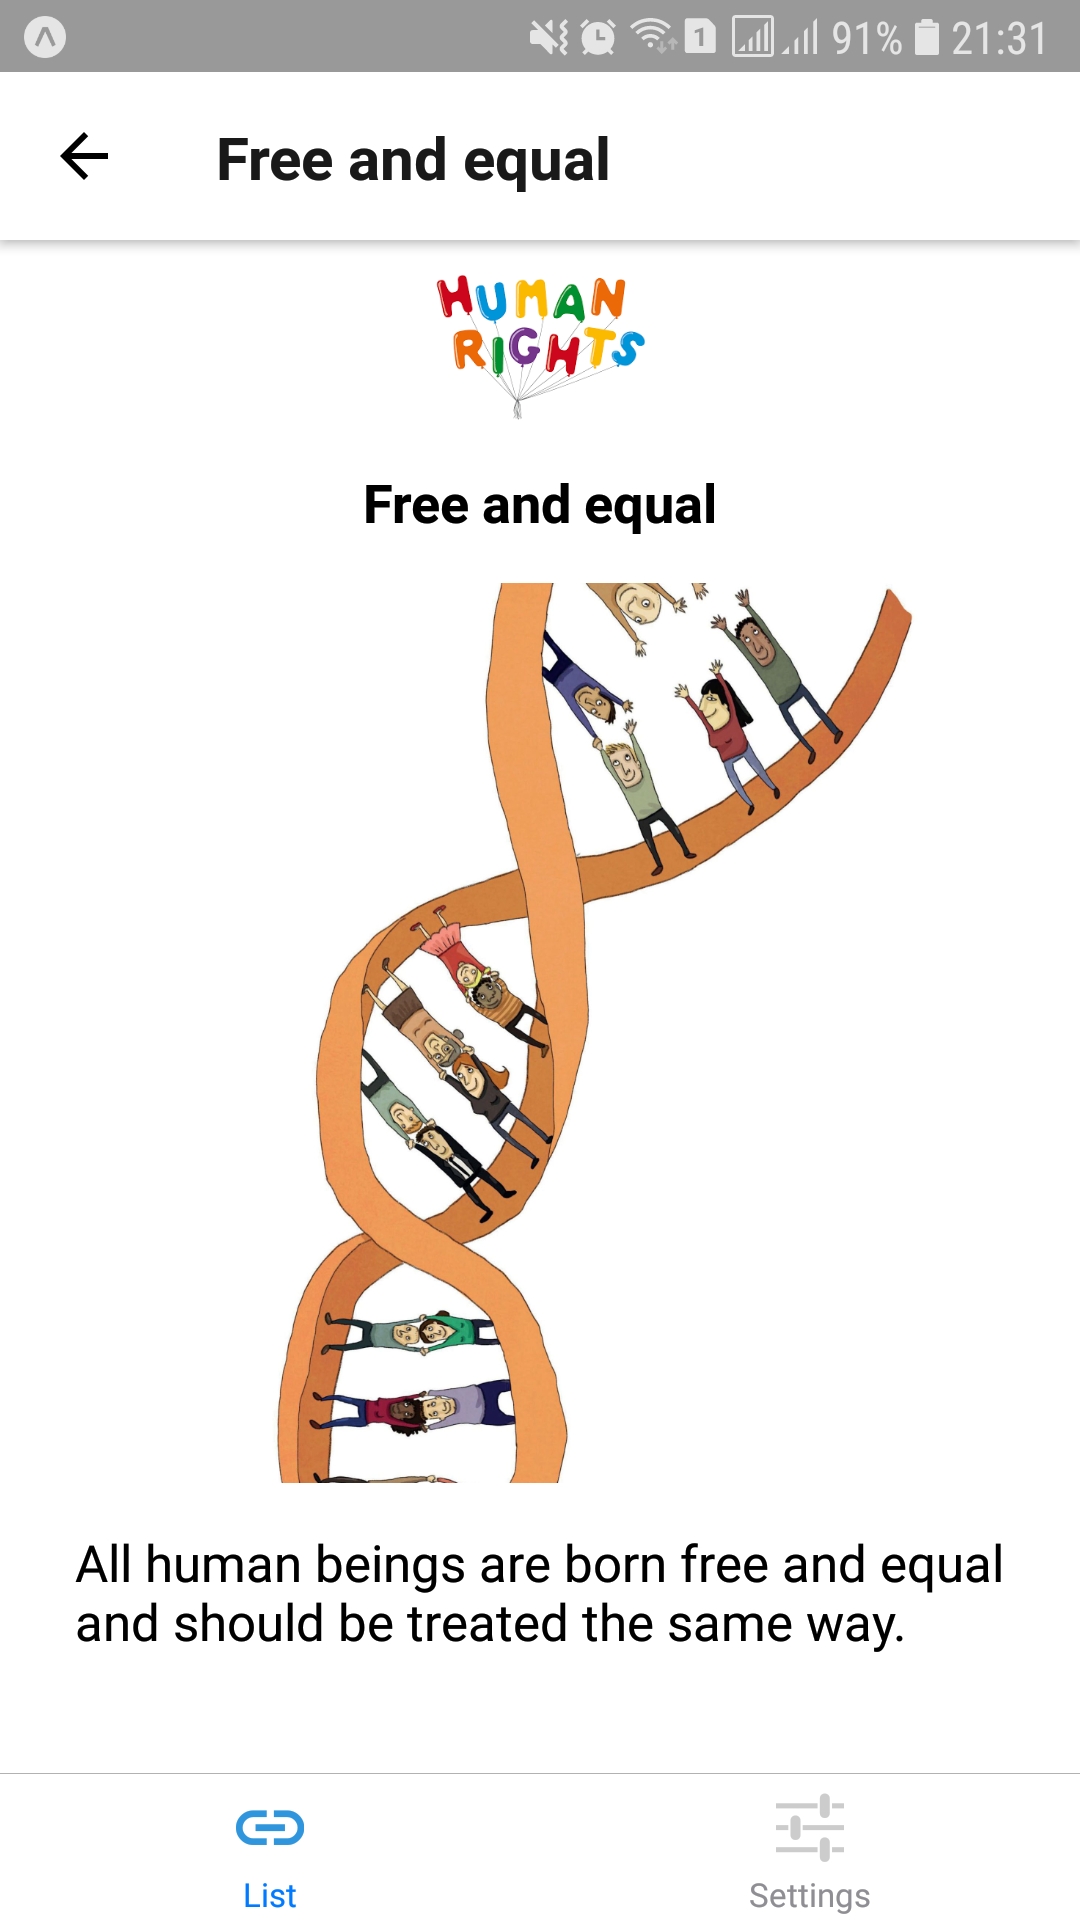 1 91% 21:31
Free and equal
HUMAN
RIGHTS
Free and equal
All human beings are born free and equal
and should be treated the same way.
List
Settings